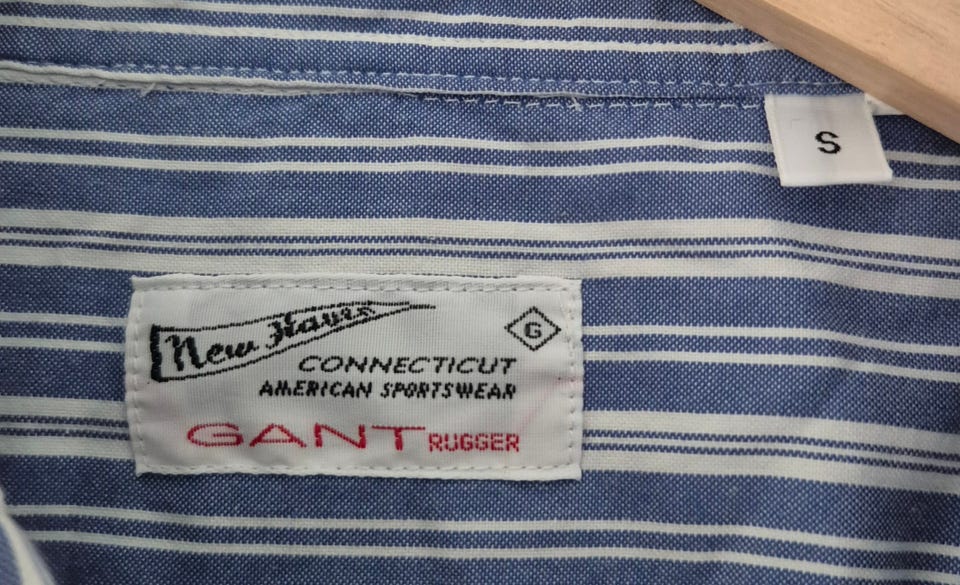 S
New Haven
G
CONNECTICUT
AMERICAN SPORTSWEAR
GANT RUGGER